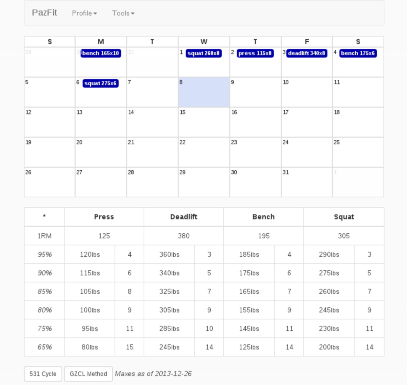 PazFit Profile Tools
S M T W T F S
bench 165x10 1 squat 260x8 2 press 115x9 3 deadlift 340x8 4 bench 175x6
5 6 squat 275x6 7 8 9 10 11
12 13 14 15 16 17 18
19 20 21 22 23 24 25
26 27 28 29 30 31 1
* Press Deadlift Bench Squat
1RM 125 380 195 305
95% 120lbs 4 360lbs 3 185lbs 4 290lbs 3
90% 115lbs 6 340lbs 5 175lbs 6 275lbs 5
85% 105lbs 8 325lbs 7 165lbs 7 260lbs 7
80% 100lbs 9 305lbs 9 155lbs 9 245lbs 9
75% 95lbs 11 285lbs 10 145lbs 11 230lbs 11
65% 80lbs 15 245lbs 14 125lbs 14 200lbs 14
531 Cycle GZCL Method Maxes as of 2013-12-26